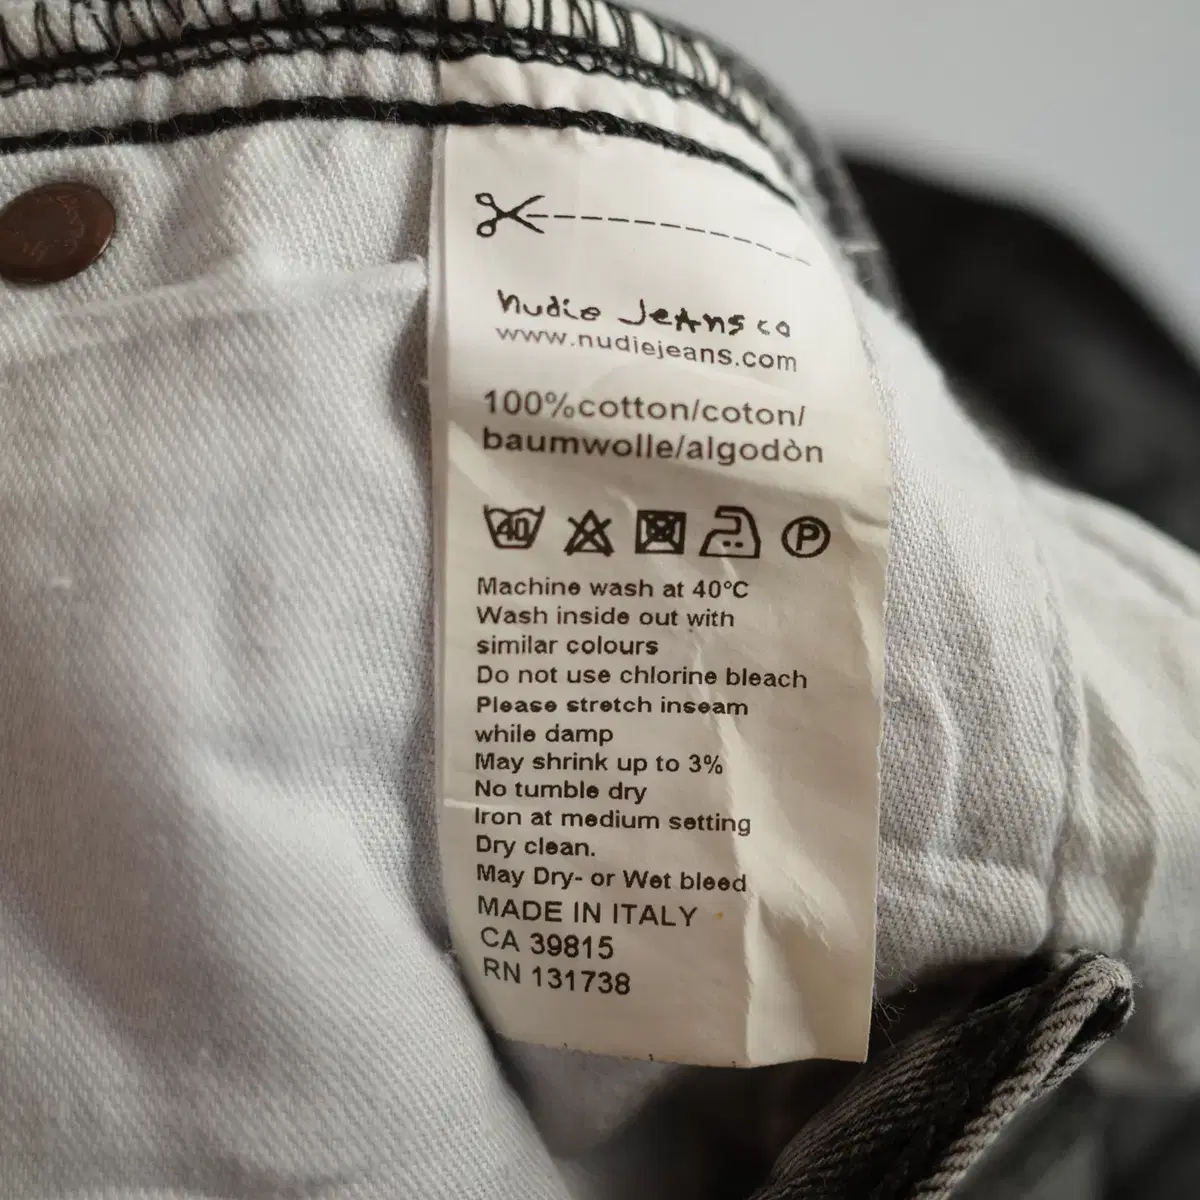 nudie Jeans co
www.nudiejeans.com
100%cotton/coton/
baumwolle/algodòn
40 P
Machine wash at 40°C
Wash inside out with
similar colours
Do not use chlorine bleach
Please stretch inseam
while damp
May shrink up to 3%
No tumble dry
Iron at medium setting
Dry clean.
May Dry- or Wet bleed
MADE IN ITALY
CA 39815
RN 131738